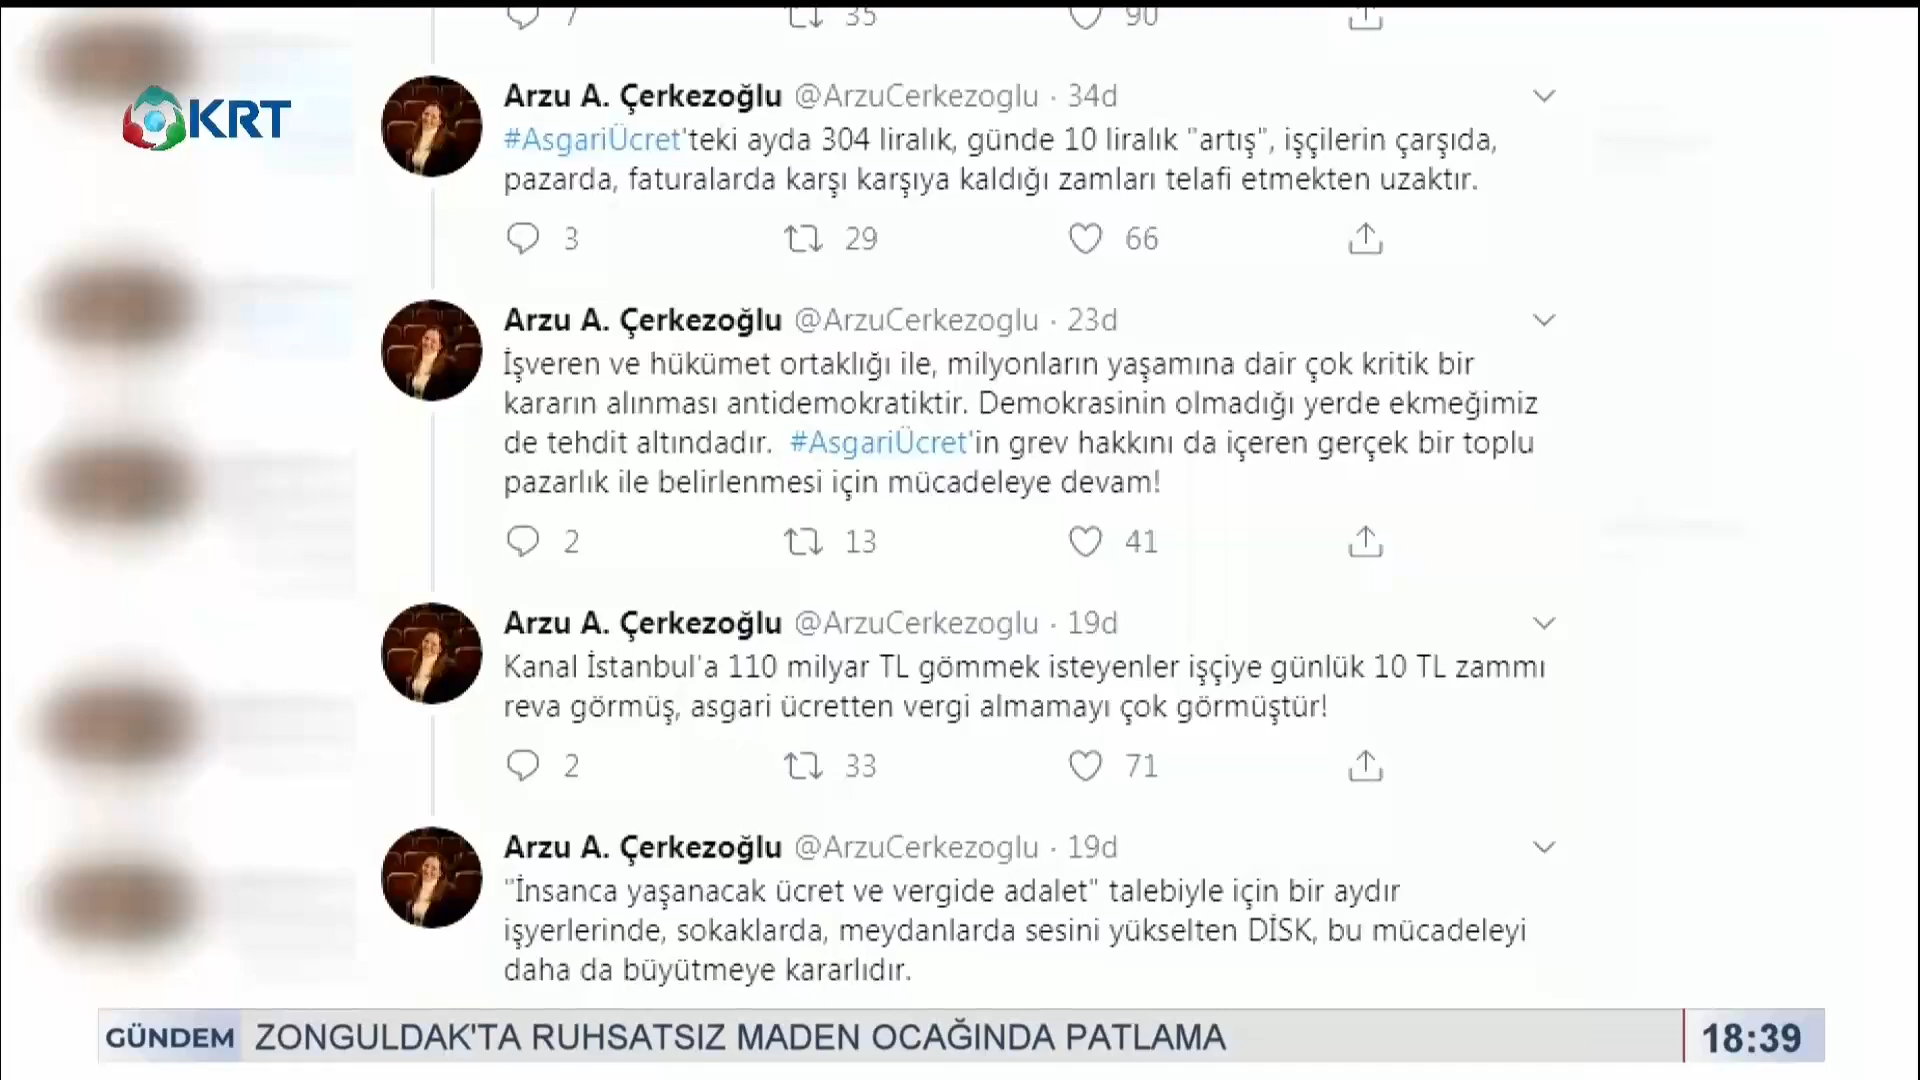 7 35 90
KRT
Arzu A. Çerkezoğlu @ArzuCerkezoglu · 34d
#AsgariÜcret'teki ayda 304 liralık, günde 10 liralık "artış", işçilerin çarşıda,
pazarda, faturalarda karşı karşıya kaldığı zamları telafi etmekten uzaktır.
3 29 66
Arzu A. Çerkezoğlu @ArzuCerkezoglu · 23d
İşveren ve hükümet ortaklığı ile, milyonların yaşamına dair çok kritik bir
kararın alınması antidemokratiktir. Demokrasinin olmadığı yerde ekmeğimiz
de tehdit altındadır. #AsgariÜcret'in grev hakkını da içeren gerçek bir toplu
pazarlık ile belirlenmesi için mücadeleye devam!
2 13 41
Arzu A. Çerkezoğlu @ArzuCerkezoglu · 19d
Kanal İstanbul'a 110 milyar TL gömmek isteyenler işçiye günlük 10 TL zammı
reva görmüş, asgari ücretten vergi almamayı çok görmüştür!
2 33 71
Arzu A. Çerkezoğlu @ArzuCerkezoglu · 19d
"İnsanca yaşanacak ücret ve vergide adalet" talebiyle için bir aydır
işyerlerinde, sokaklarda, meydanlarda sesini yükselten DİSK, bu mücadeleyi
daha da büyütmeye kararlıdır.
GÜNDEM ZONGULDAK'TA RUHSATSIZ MADEN OCAĞINDA PATLAMA 18:39